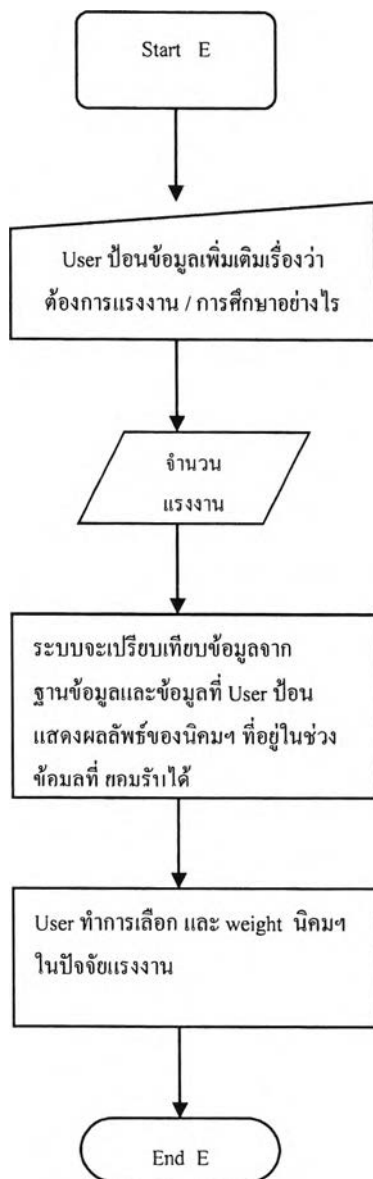 Start E
User ป้อนข้อมูลเพิ่มเติมเรื่องว่า
ต้องการแรงงาน / การศึกษาอย่างไร
จำนวน
แรงงาน
ระบบจะเปรียบเทียบข้อมูลจาก
ฐานข้อมูลและข้อมูลที่ User ป้อน
แสดงผลลัพธ์ของนิคมฯ ที่อยู่ในช่วง
ข้อมูลที่ ยอมรับได้
User ทำการเลือก และ weight นิคมฯ
ในปัจจัยแรงงาน
End E